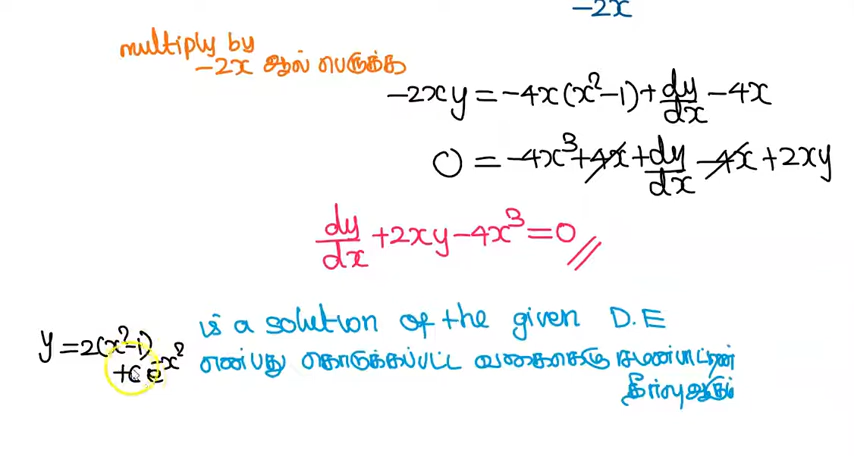 -2x
multiply by
-2x ஆல் பெருக்க
-2xy = -4x(x²-1) + dy/dx - 4x
0 = -4x³ + 4x + dy/dx - 4x + 2xy
dy/dx + 2xy - 4x³ = 0 //
y = 2(x²-1) is a solution of the given D.E
+c e^-x² என்பது கொடுக்கப்பட்ட வகைகெழு சமன்பாட்டின்
தீர்வு ஆகும்